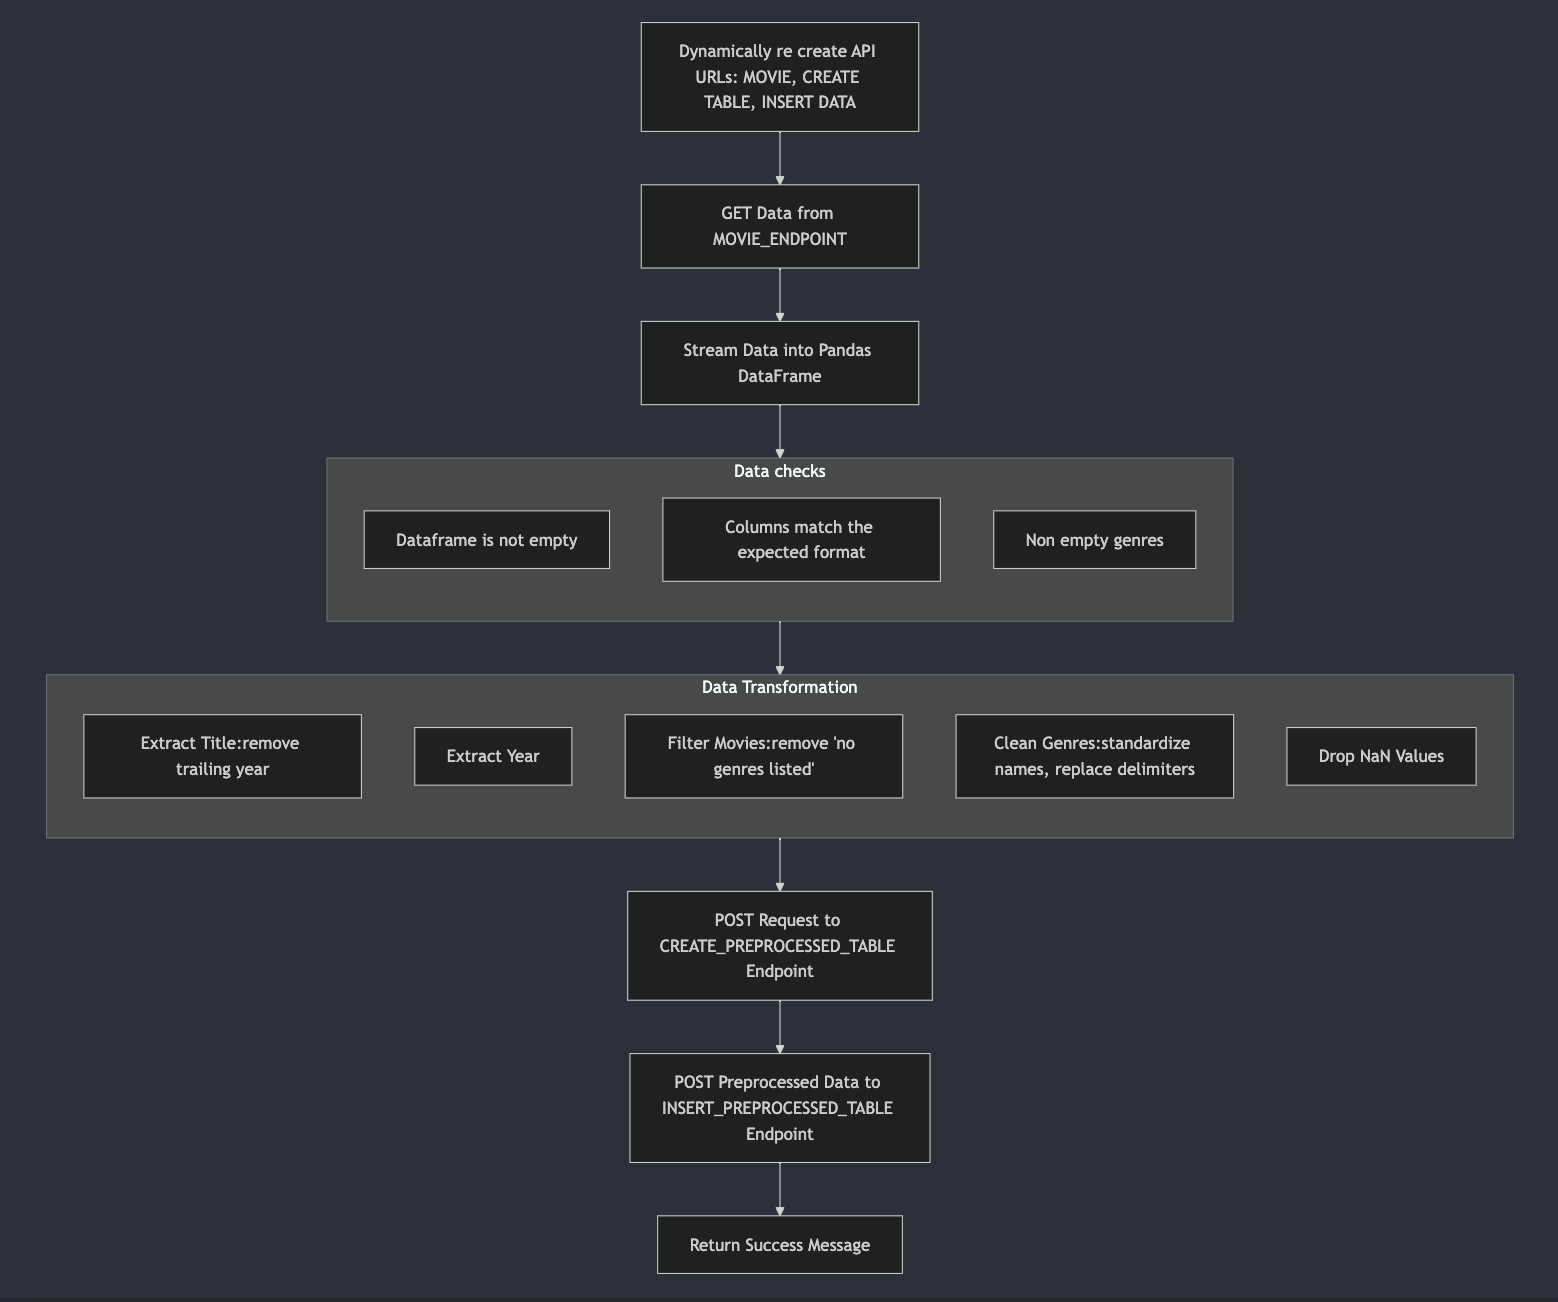 Dynamically re create API
URLs: MOVIE, CREATE
TABLE, INSERT DATA
GET Data from
MOVIE_ENDPOINT
Stream Data into Pandas
DataFrame
Data checks
Dataframe is not empty
Columns match the
expected format
Non empty genres
Data Transformation
Extract Title:remove
trailing year
Extract Year
Filter Movies:remove 'no
genres listed'
Clean Genres:standardize
names, replace delimiters
Drop NaN Values
POST Request to
CREATE_PREPROCESSED_TABLE
Endpoint
POST Preprocessed Data to
INSERT_PREPROCESSED_TABLE
Endpoint
Return Success Message